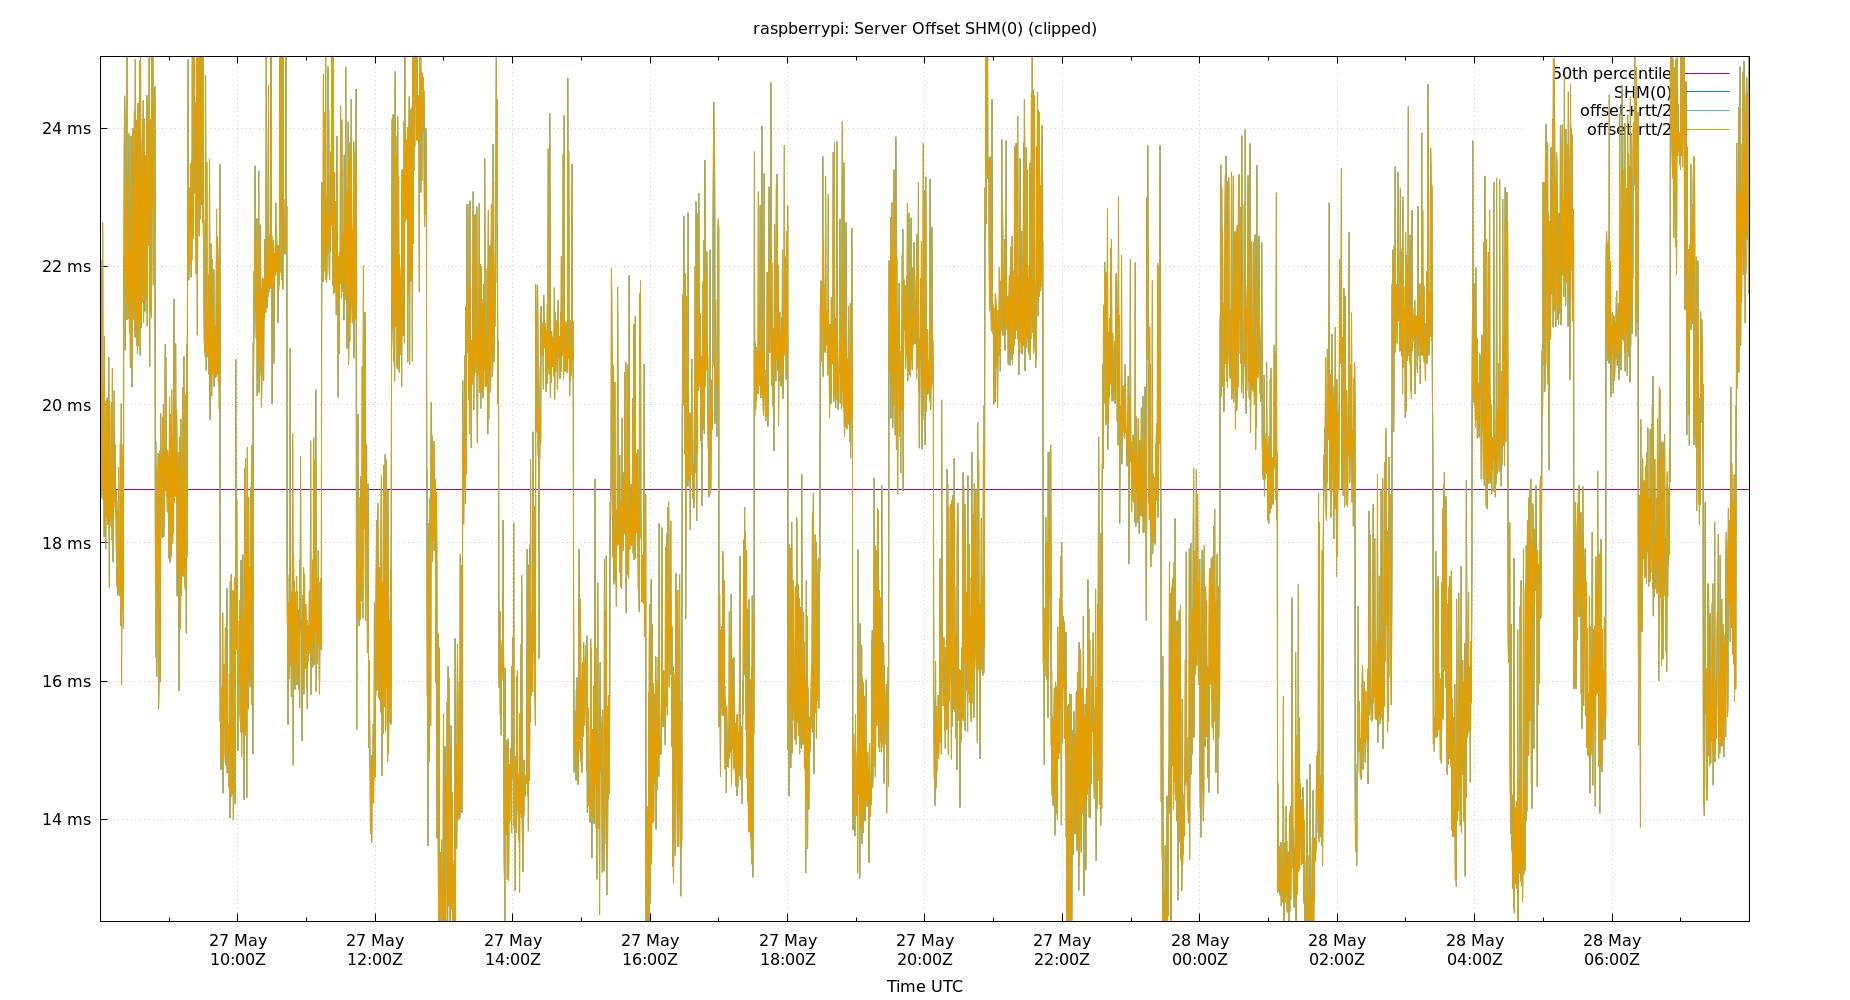 raspberrypi: Server Offset SHM(0) (clipped)
50th percentile
SHM(0)
offset+rtt/2
offset-rtt/2
24 ms
22 ms
20 ms
18 ms
16 ms
14 ms
27 May 27 May 27 May 27 May 27 May 27 May 27 May 28 May 28 May 28 May 28 May
10:00Z 12:00Z 14:00Z 16:00Z 18:00Z 20:00Z 22:00Z 00:00Z 02:00Z 04:00Z 06:00Z
Time UTC